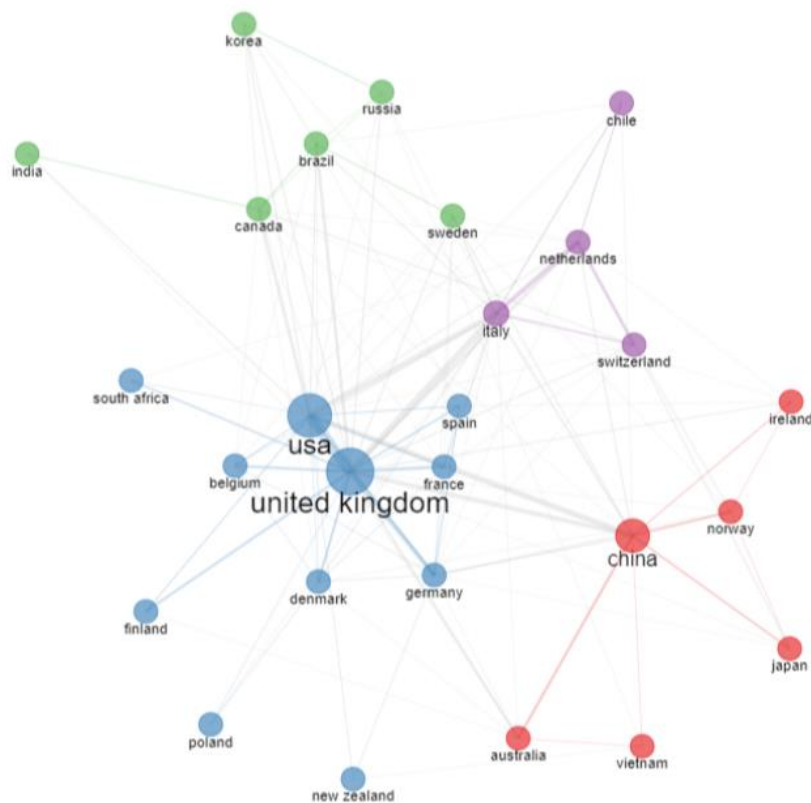 korea
russia
chile
brazil
india
canada
sweden
netherlands
italy
switzerland
south africa
ireland
spain
usa
belgium
france
united kingdom
norway
china
denmark
germany
finland
japan
poland
australia
vietnam
new zealand